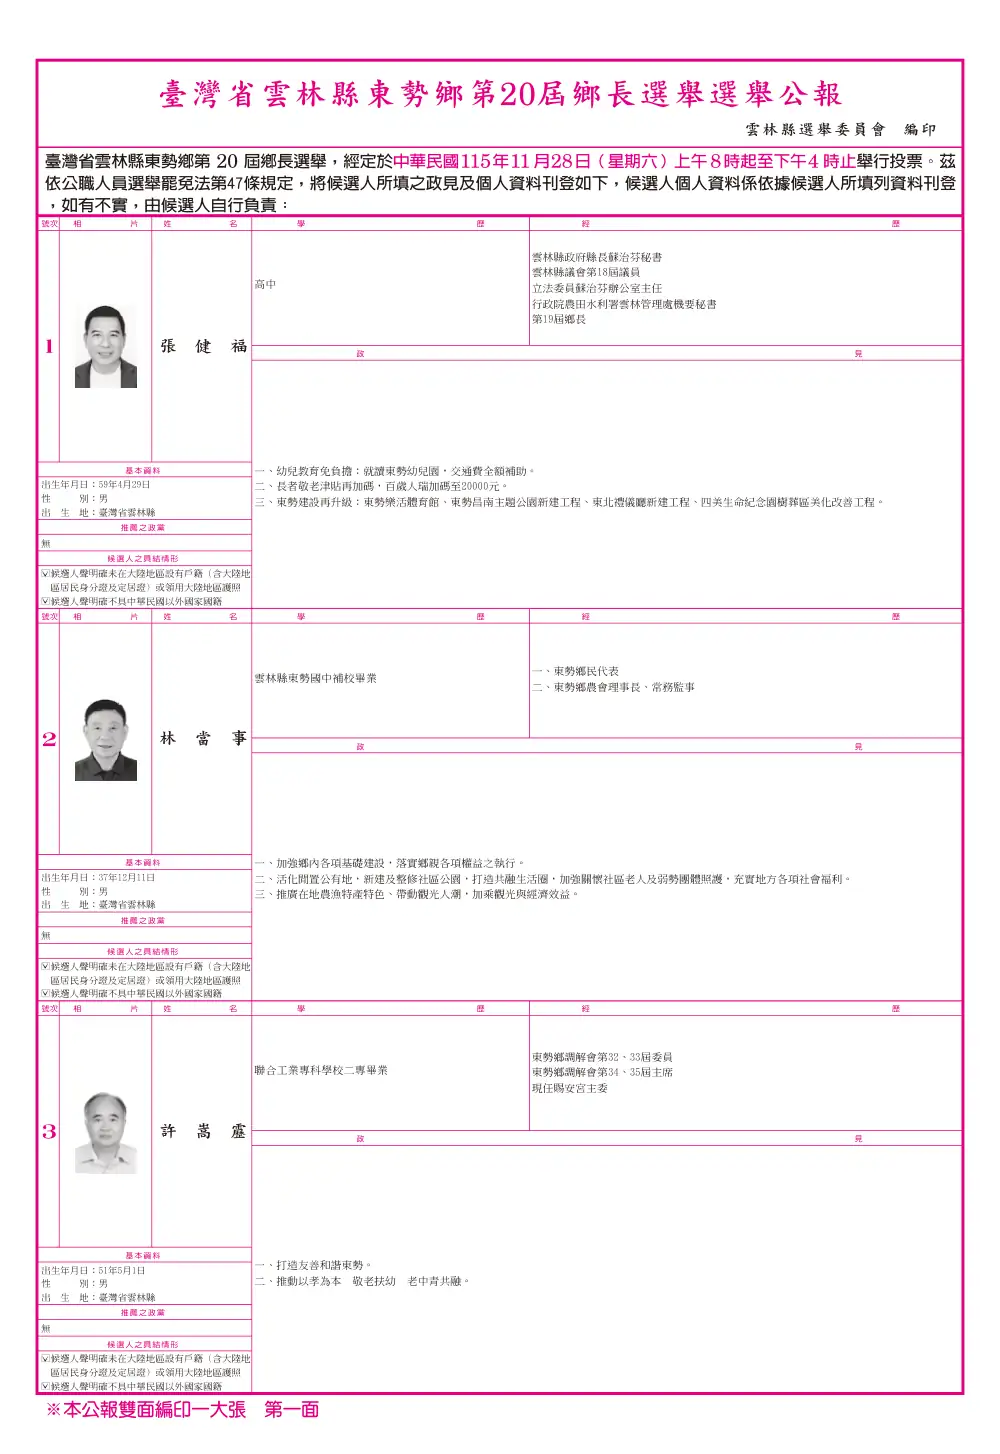 臺灣省雲林縣東勢鄉第20屆鄉長選舉選舉公報
雲林縣選舉委員會　編印
臺灣省雲林縣東勢鄉第 20 屆鄉長選舉，經定於中華民國115年11月28日（星期六）上午8時起至下午4時止舉行投票。茲
依公職人員選舉罷免法第47條規定，將候選人所填之政見及個人資料刊登如下，候選人個人資料係依據候選人所填列資料刊登
，如有不實，由候選人自行負責：
號次 相　片 姓　名 學　歷 經　歷
1
張健福
高中
雲林縣政府縣長蘇治芬秘書
雲林縣議會第18屆議員
立法委員蘇治芬辦公室主任
行政院農田水利署雲林管理處機要秘書
第19屆鄉長
政　見
一、幼兒教育免負擔：就讀東勢幼兒園，交通費全額補助。
二、長者敬老津貼再加碼，百歲人瑞加碼至20000元。
三、東勢建設再升級：東勢樂活體育館、東勢昌南主題公園新建工程、東北禮儀廳新建工程、四美生命紀念園樹葬區美化改善工程。
基本資料
出生年月日：59年4月29日
性　　別：男
出　生　地：臺灣省雲林縣
推薦之政黨
無
候選人之具結情形
☑候選人聲明確未在大陸地區設有戶籍（含大陸地
區居民身分證及定居證）或領用大陸地區護照
☑候選人聲明確不具中華民國以外國家國籍
號次 相　片 姓　名 學　歷 經　歷
2
林當事
雲林縣東勢國中補校畢業
一、東勢鄉民代表
二、東勢鄉農會理事長、常務監事
政　見
一、加強鄉內各項基礎建設，落實鄉親各項權益之執行。
二、活化閒置公有地，新建及整修社區公園，打造共融生活圈，加強關懷社區老人及弱勢團體照護，充實地方各項社會福利。
三、推廣在地農漁特產特色、帶動觀光人潮，加乘觀光與經濟效益。
基本資料
出生年月日：37年12月11日
性　　別：男
出　生　地：臺灣省雲林縣
推薦之政黨
無
候選人之具結情形
☑候選人聲明確未在大陸地區設有戶籍（含大陸地
區居民身分證及定居證）或領用大陸地區護照
☑候選人聲明確不具中華民國以外國家國籍
號次 相　片 姓　名 學　歷 經　歷
3
許嵩靂
聯合工業專科學校二專畢業
東勢鄉調解會第32、33屆委員
東勢鄉調解會第34、35屆主席
現任賜安宮主委
政　見
一、打造友善和諧東勢。
二、推動以孝為本　敬老扶幼　老中青共融。
基本資料
出生年月日：51年5月1日
性　　別：男
出　生　地：臺灣省雲林縣
推薦之政黨
無
候選人之具結情形
☑候選人聲明確未在大陸地區設有戶籍（含大陸地
區居民身分證及定居證）或領用大陸地區護照
☑候選人聲明確不具中華民國以外國家國籍
※本公報雙面編印一大張　第一面